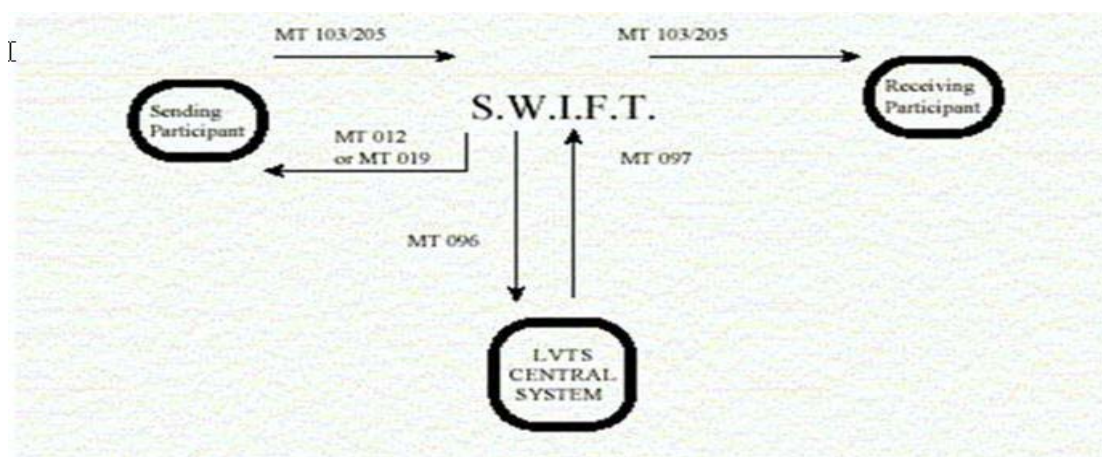 MT 103/205
MT 103/205
Sending
Participant
S.W.I.F.T.
Receiving
Participant
MT 012
or MT 019
MT 097
MT 096
LVTS
CENTRAL
SYSTEM